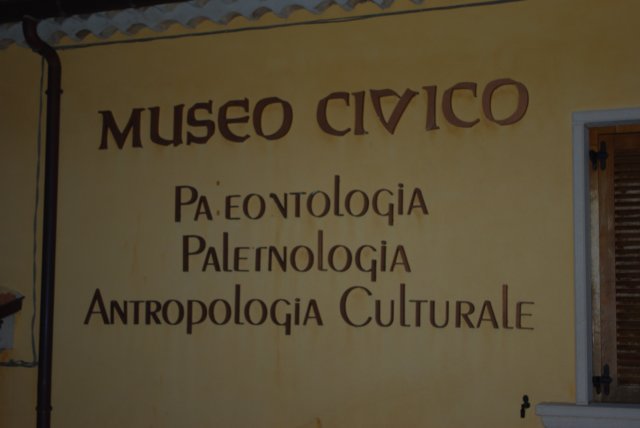 MUSEO CIVICO
PA EONTOLOGIA
PALETNOLOGIA
ANTROPOLOGIA CULTURALE